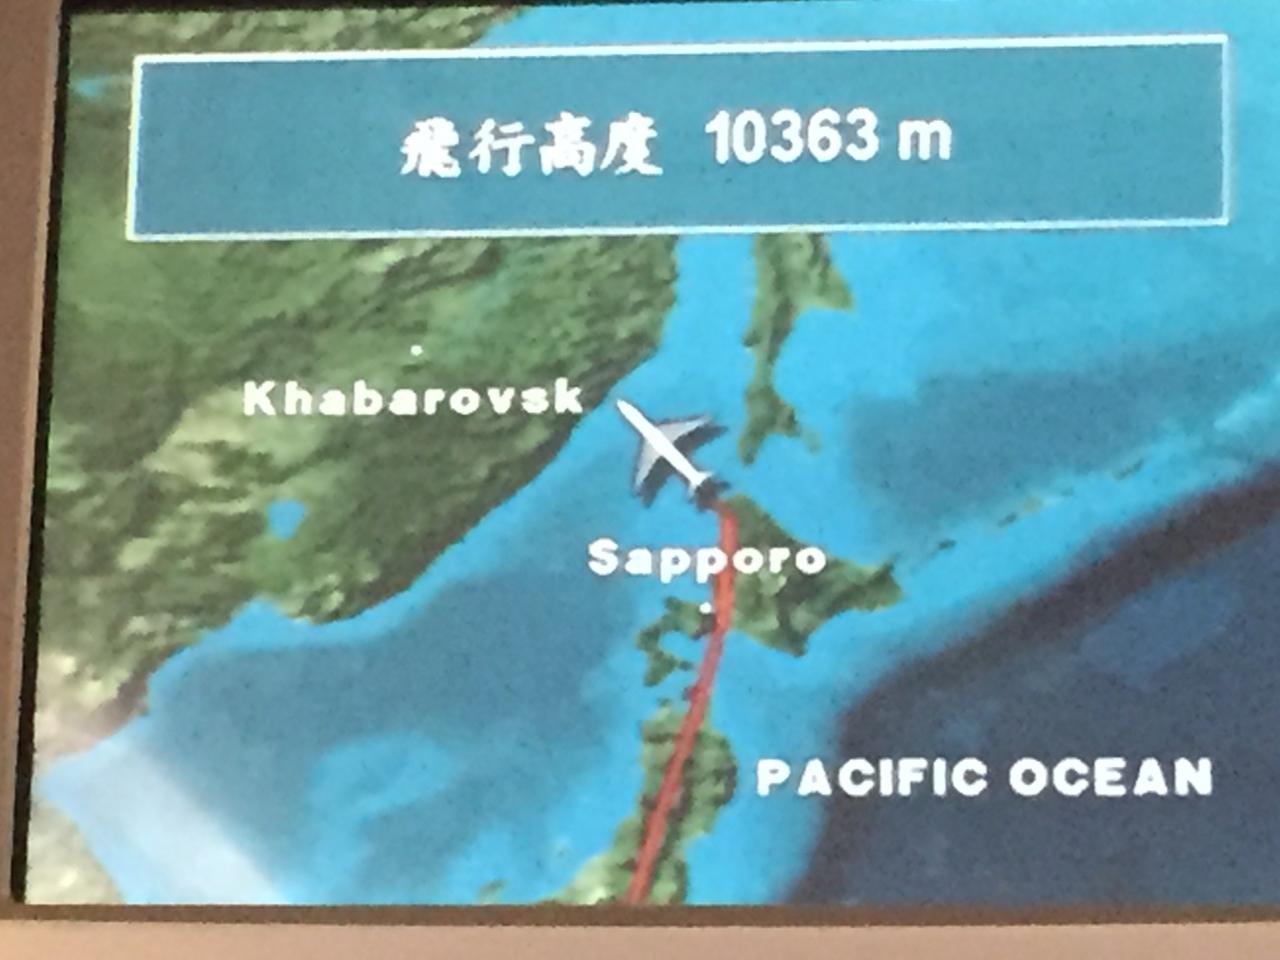 飛行高度 10363 m
Khabarovsk
Sapporo
PACIFIC OCEAN